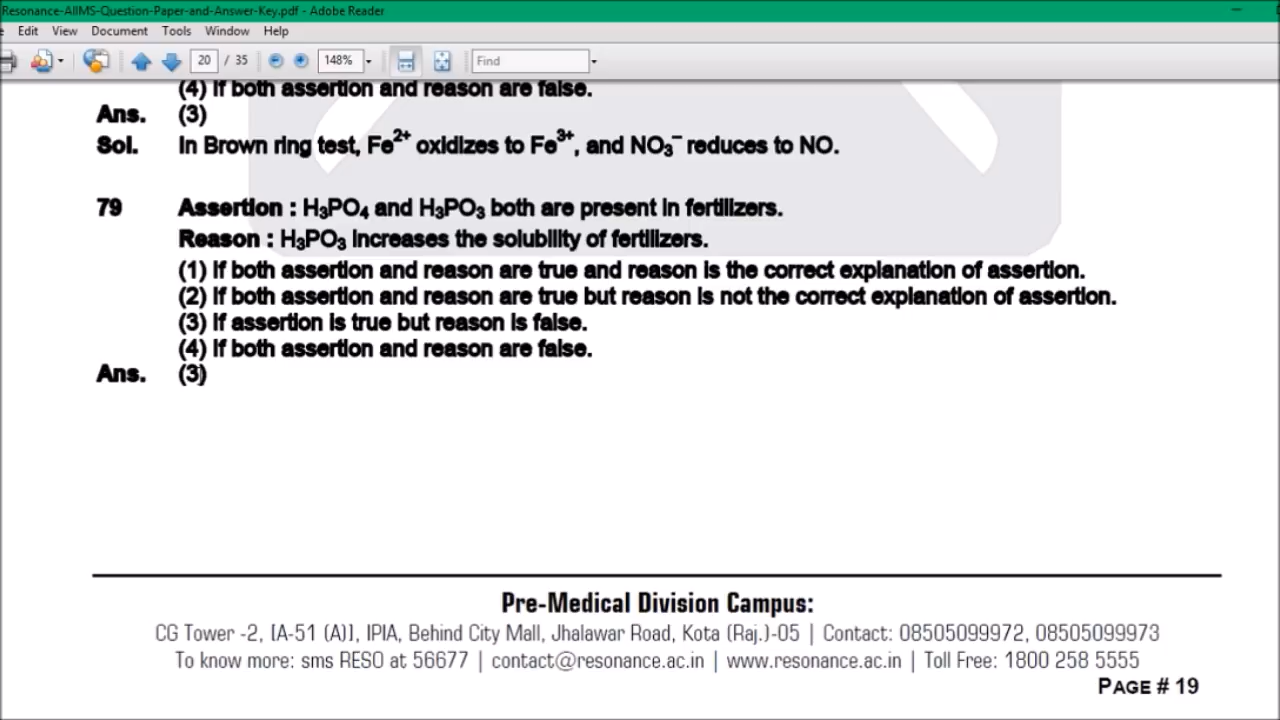 Resonance-AIIMS-Question-Paper-and-Answer-Key.pdf - Adobe Reader
Edit View Document Tools Window Help
20 / 35 148% Find
(4) If both assertion and reason are false.
Ans. (3)
Sol. In Brown ring test, Fe²⁺ oxidizes to Fe³⁺, and NO₃⁻ reduces to NO.
79 Assertion : H₃PO₄ and H₃PO₃ both are present in fertilizers.
Reason : H₃PO₃ increases the solubility of fertilizers.
(1) If both assertion and reason are true and reason is the correct explanation of assertion.
(2) If both assertion and reason are true but reason is not the correct explanation of assertion.
(3) If assertion is true but reason is false.
(4) If both assertion and reason are false.
Ans. (3)
Pre-Medical Division Campus:
CG Tower -2, [A-51 (A)], IPIA, Behind City Mall, Jhalawar Road, Kota (Raj.)-05 | Contact: 08505099972, 08505099973
To know more: sms RESO at 56677 | contact@resonance.ac.in | www.resonance.ac.in | Toll Free: 1800 258 5555
PAGE # 19